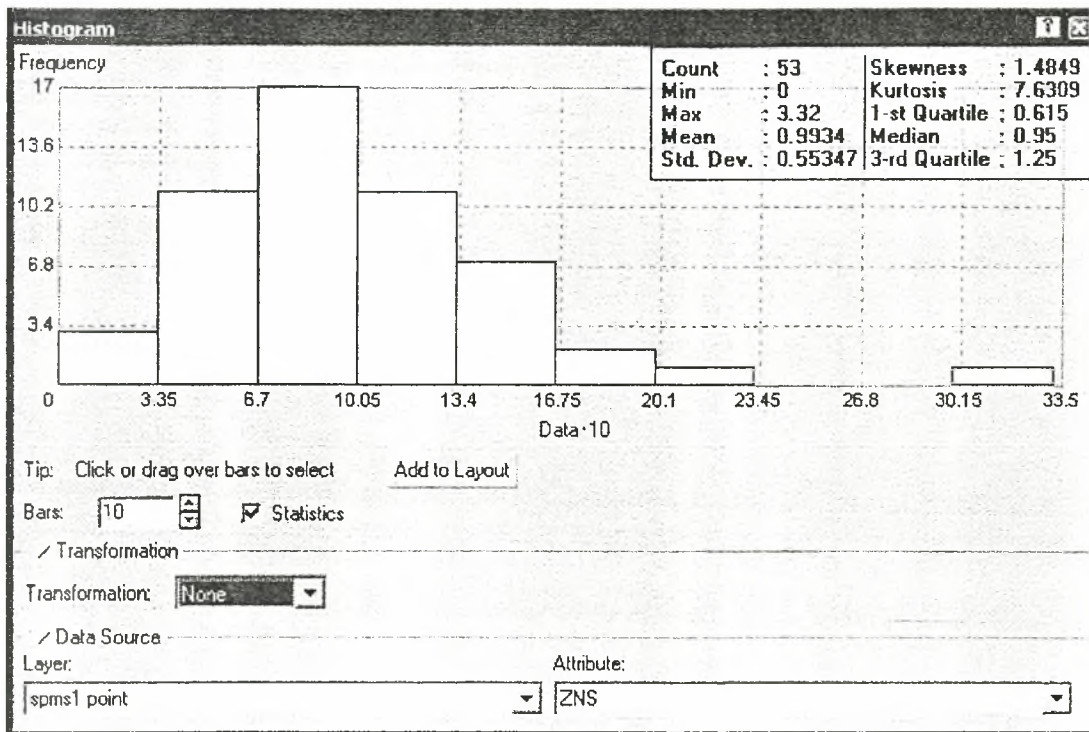 Histogram
Frequency
Count : 53 Skewness : 1.4849
Min : 0 Kurtosis : 7.6309
Max : 3.32 1-st Quartile : 0.615
Mean : 0.9934 Median : 0.95
Std. Dev. : 0.55347 3-rd Quartile : 1.25
17
13.6
10.2
6.8
3.4
0 3.35 6.7 10.05 13.4 16.75 20.1 23.45 26.8 30.15 33.5
Data·10
Tip: Click or drag over bars to select Add to Layout
Bars: 10 Statistics
Transformation
Transformation: None
Data Source
Layer: Attribute:
spms1 point ZNS